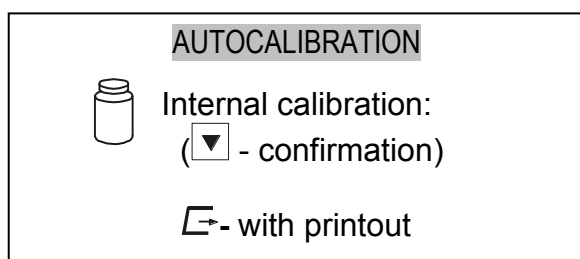 AUTOCALIBRATION
Internal calibration:
(▼ - confirmation)
- with printout